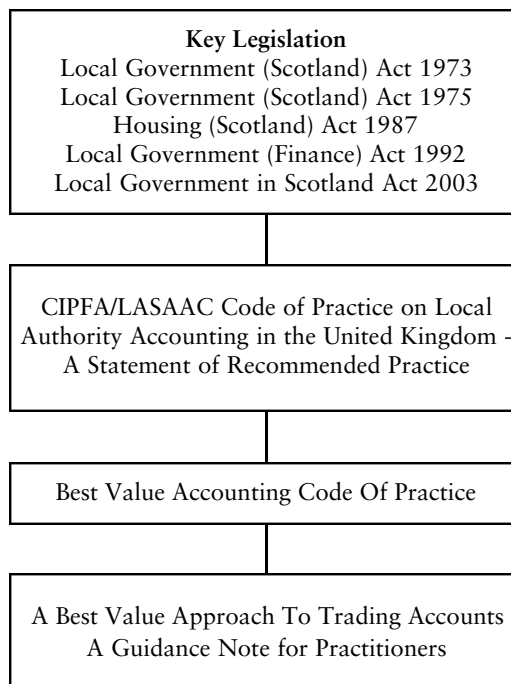 Key Legislation
Local Government (Scotland) Act 1973
Local Government (Scotland) Act 1975
Housing (Scotland) Act 1987
Local Government (Finance) Act 1992
Local Government in Scotland Act 2003
CIPFA/LASAAC Code of Practice on Local
Authority Accounting in the United Kingdom -
A Statement of Recommended Practice
Best Value Accounting Code Of Practice
A Best Value Approach To Trading Accounts
A Guidance Note for Practitioners